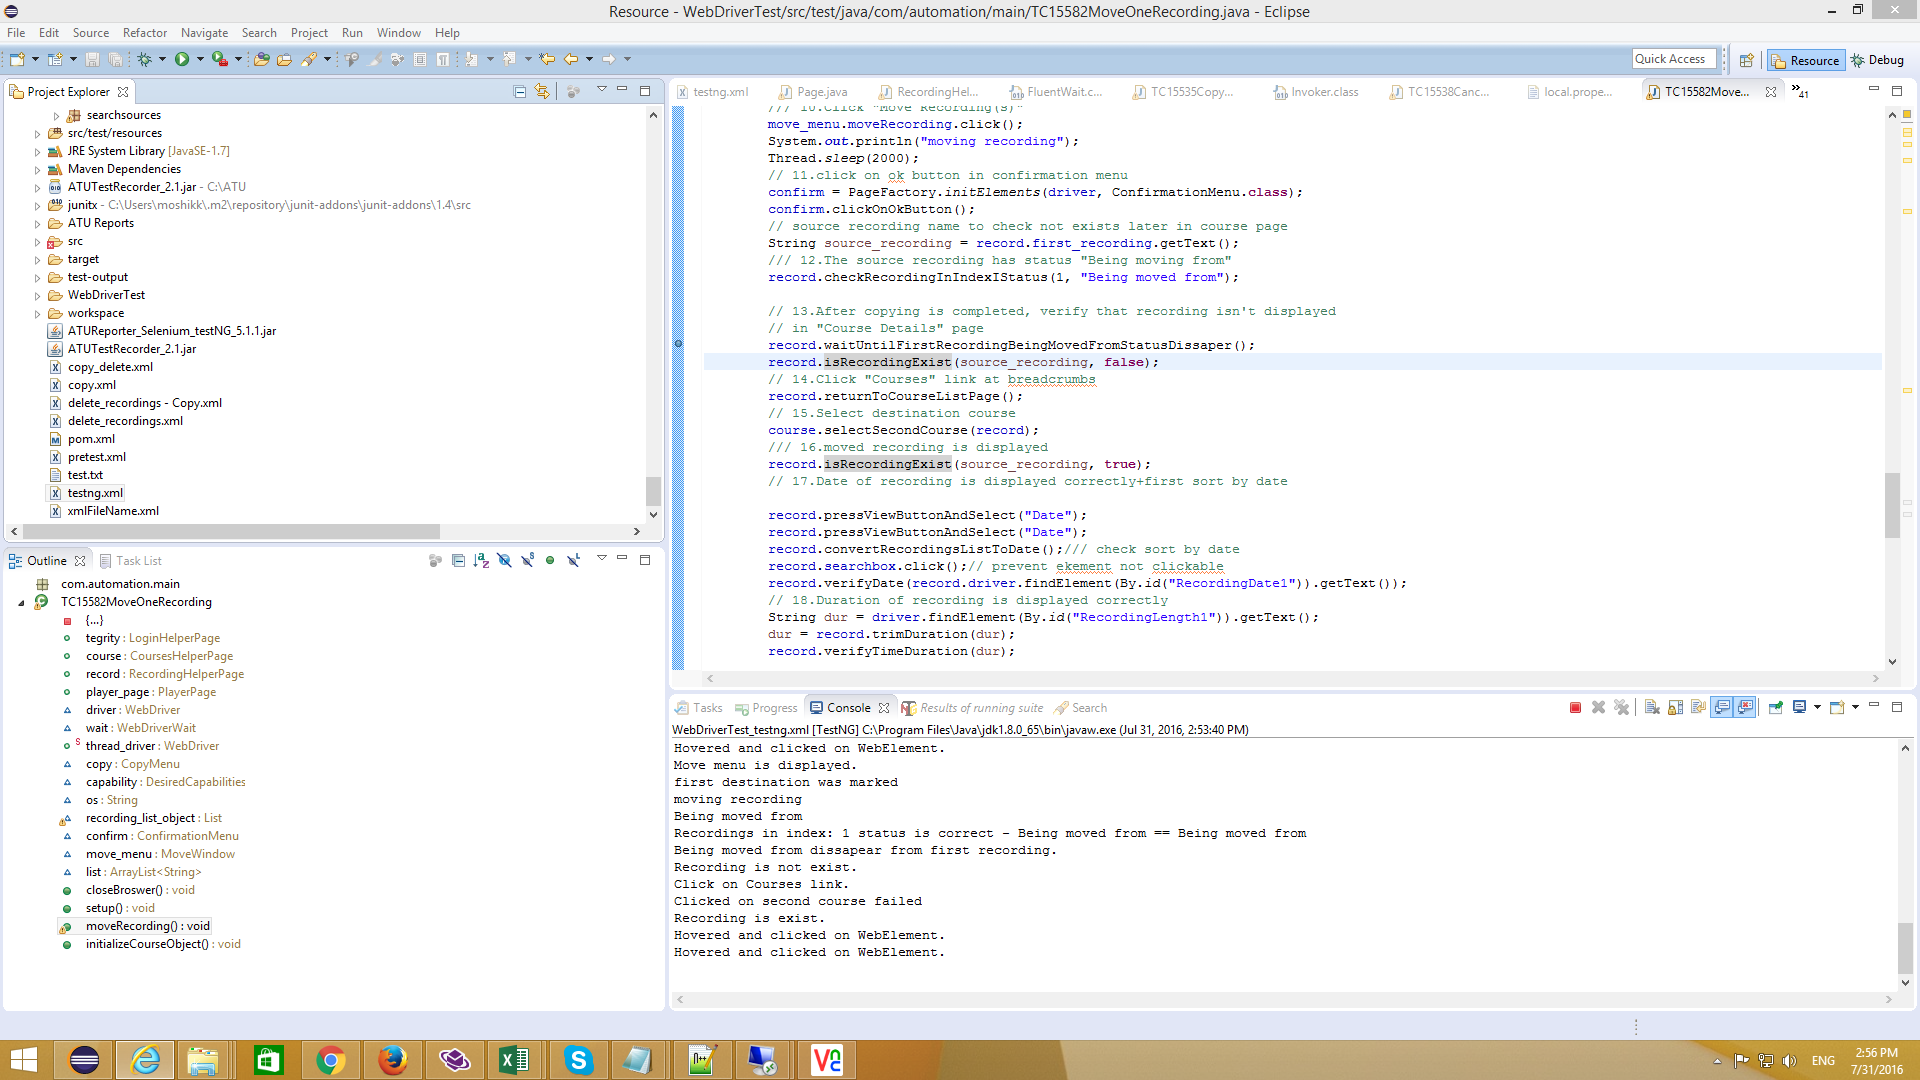 Resource - WebDriverTest/src/test/java/com/automation/main/TC15582MoveOneRecording.java - Eclipse
File Edit Source Refactor Navigate Search Project Run Window Help
Quick Access
Resource
Debug
Project Explorer
searchsources
src/test/resources
JRE System Library [JavaSE-1.7]
Maven Dependencies
ATUTestRecorder_2.1.jar - C:\ATU
junitx - C:\Users\moshikk\.m2\repository\junit-addons\junit-addons\1.4\src
ATU Reports
src
target
test-output
WebDriverTest
workspace
ATUReporter_Selenium_testNG_5.1.1.jar
ATUTestRecorder_2.1.jar
copy_delete.xml
copy.xml
delete_recordings - Copy.xml
delete_recordings.xml
pom.xml
pretest.xml
test.txt
testng.xml
xmlFileName.xml
Outline
Task List
com.automation.main
TC15582MoveOneRecording
{...}
tegrity : LoginHelperPage
course : CoursesHelperPage
record : RecordingHelperPage
player_page : PlayerPage
driver : WebDriver
wait : WebDriverWait
thread_driver : WebDriver
copy : CopyMenu
capability : DesiredCapabilities
os : String
recording_list_object : List
confirm : ConfirmationMenu
move_menu : MoveWindow
list : ArrayList<String>
closeBroswer() : void
setup() : void
moveRecording() : void
initializeCourseObject() : void
testng.xml Page.java RecordingHel... FluentWait.c... TC15535Copy... Invoker.class TC15538Canc... local.prope... TC15582Move... »41
/// 10.Click "Move Recording(s)"
move_menu.moveRecording.click();
System.out.println("moving recording");
Thread.sleep(2000);
// 11.click on ok button in confirmation menu
confirm = PageFactory.initElements(driver, ConfirmationMenu.class);
confirm.clickOnOkButton();
// source recording name to check not exists later in course page
String source_recording = record.first_recording.getText();
/// 12.The source recording has status "Being moving from"
record.checkRecordingInIndexIStatus(1, "Being moved from");
// 13.After copying is completed, verify that recording isn't displayed
// in "Course Details" page
record.waitUntilFirstRecordingBeingMovedFromStatusDissaper();
record.isRecordingExist(source_recording, false);
// 14.Click "Courses" link at breadcrumbs
record.returnToCourseListPage();
// 15.Select destination course
course.selectSecondCourse(record);
/// 16.moved recording is displayed
record.isRecordingExist(source_recording, true);
// 17.Date of recording is displayed correctly+first sort by date
record.pressViewButtonAndSelect("Date");
record.pressViewButtonAndSelect("Date");
record.convertRecordingsListToDate();/// check sort by date
record.searchbox.click();// prevent ekement not clickable
record.verifyDate(record.driver.findElement(By.id("RecordingDate1")).getText());
// 18.Duration of recording is displayed correctly
String dur = driver.findElement(By.id("RecordingLength1")).getText();
dur = record.trimDuration(dur);
record.verifyTimeDuration(dur);
Tasks Progress Console Results of running suite Search
WebDriverTest_testng.xml [TestNG] C:\Program Files\Java\jdk1.8.0_65\bin\javaw.exe (Jul 31, 2016, 2:53:40 PM)
Hovered and clicked on WebElement.
Move menu is displayed.
first destination was marked
moving recording
Being moved from
Recordings in index: 1 status is correct - Being moved from == Being moved from
Being moved from dissapear from first recording.
Recording is not exist.
Click on Courses link.
Clicked on second course failed
Recording is exist.
Hovered and clicked on WebElement.
Hovered and clicked on WebElement.
ENG
2:56 PM
7/31/2016